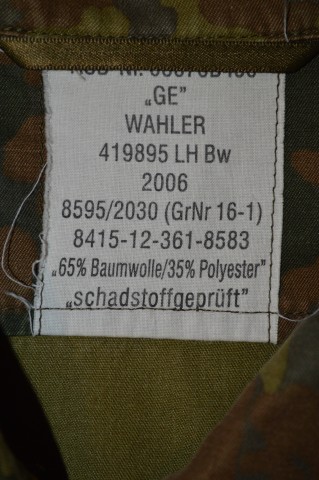 „GE"
WAHLER
419895 LH Bw
2006
8595/2030 (GrNr 16-1)
8415-12-361-8583
„65% Baumwolle/35% Polyester"
„schadstoffgeprüft"